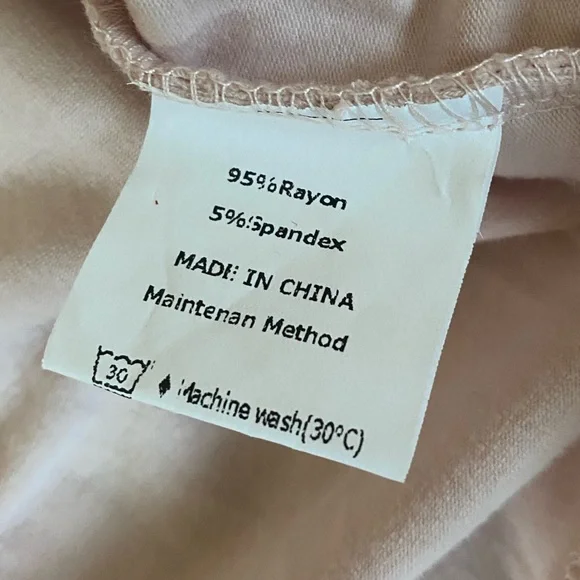 95%Rayon
5%Spandex
MADE IN CHINA
Maintenan Method
30 ♦ Machine wash(30°C)